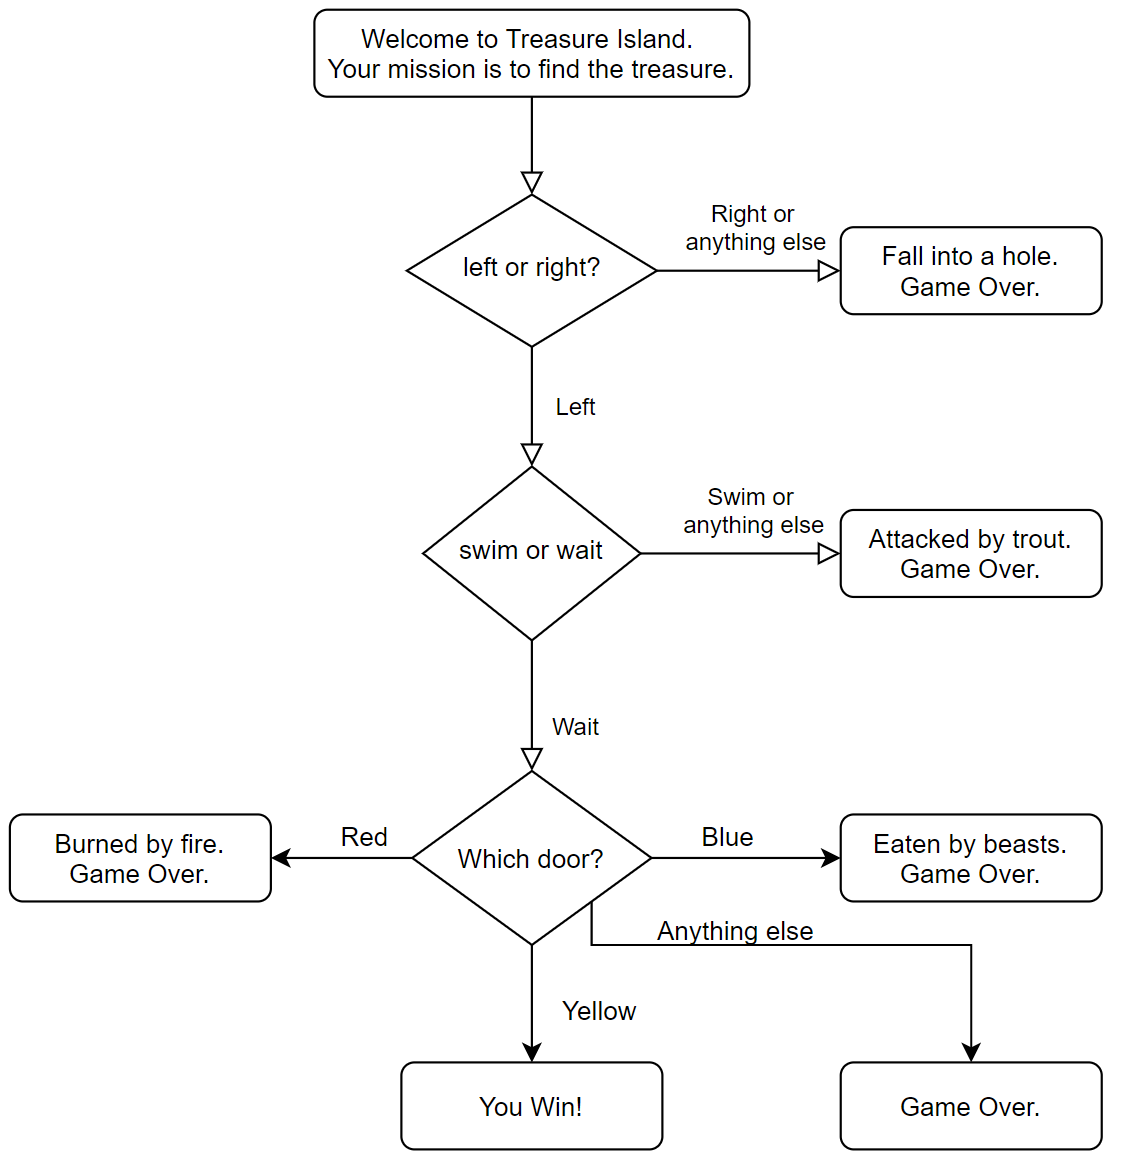 Welcome to Treasure Island.
Your mission is to find the treasure.
left or right?
Right or
anything else
Fall into a hole.
Game Over.
Left
swim or wait
Swim or
anything else
Attacked by trout.
Game Over.
Wait
Which door?
Red
Burned by fire.
Game Over.
Blue
Eaten by beasts.
Game Over.
Anything else
Yellow
You Win!
Game Over.